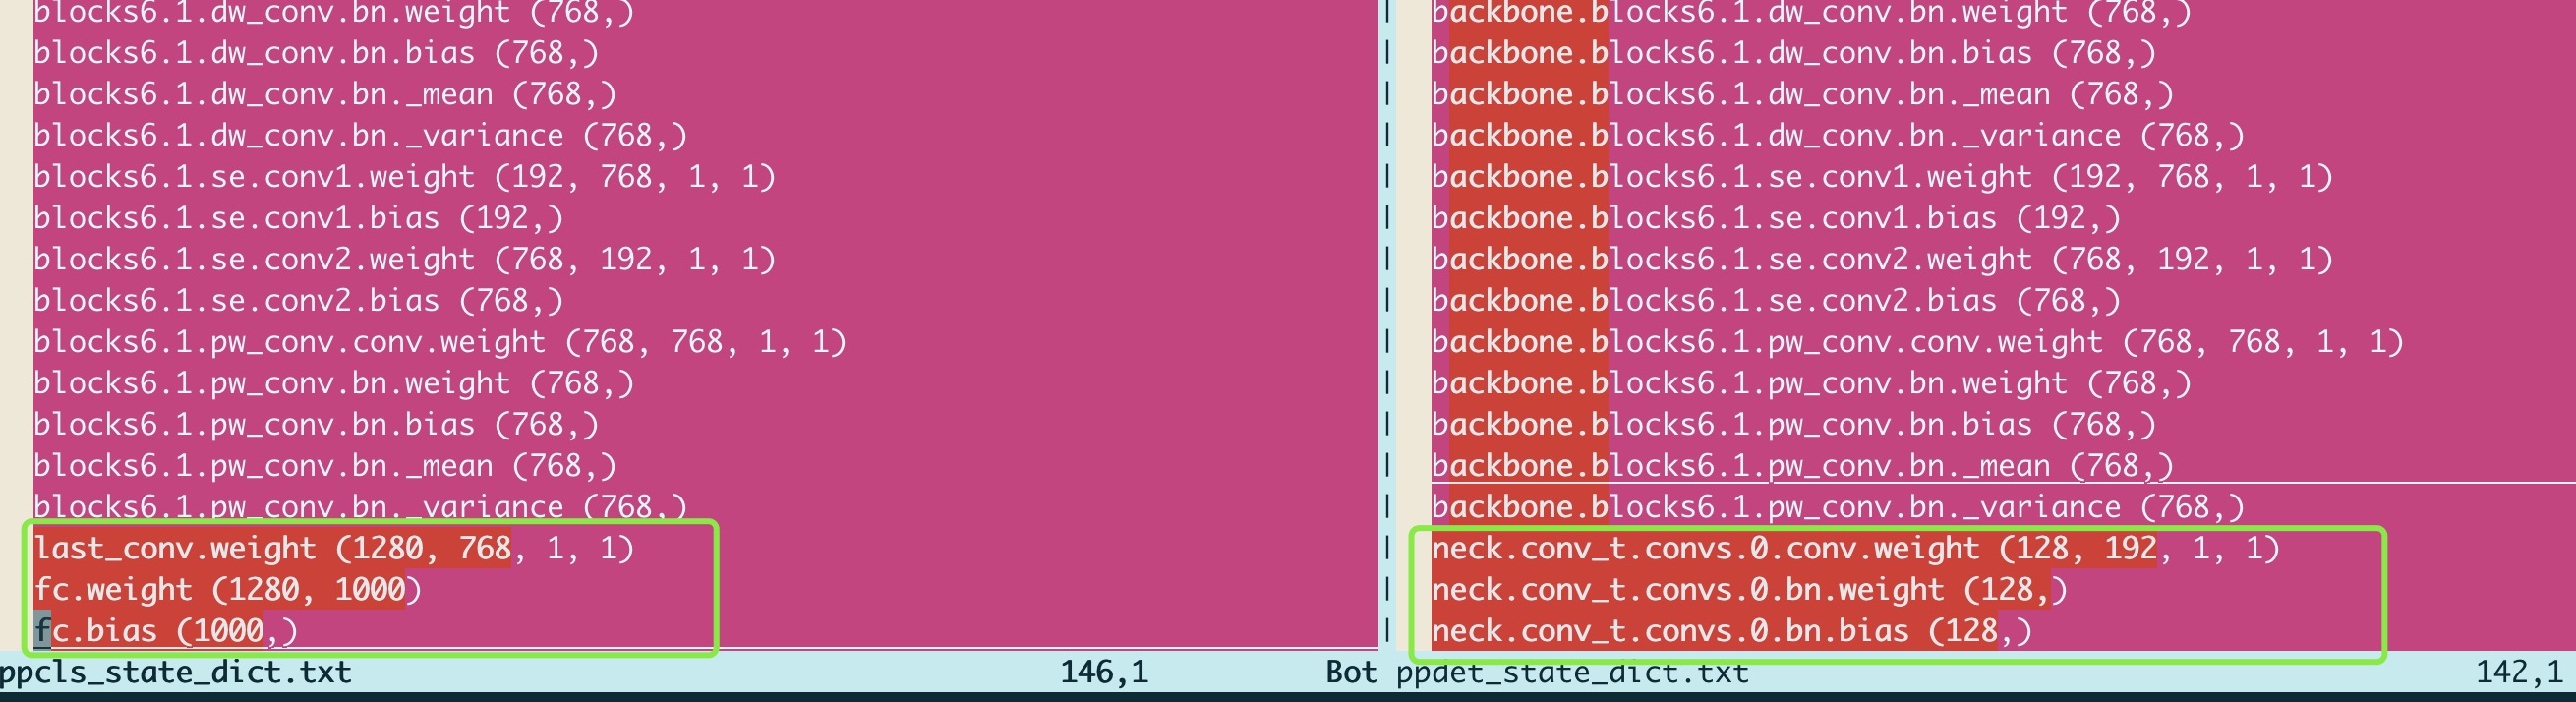 blocks6.1.dw_conv.bn.weight (768,)
blocks6.1.dw_conv.bn.bias (768,)
blocks6.1.dw_conv.bn._mean (768,)
blocks6.1.dw_conv.bn._variance (768,)
blocks6.1.se.conv1.weight (192, 768, 1, 1)
blocks6.1.se.conv1.bias (192,)
blocks6.1.se.conv2.weight (768, 192, 1, 1)
blocks6.1.se.conv2.bias (768,)
blocks6.1.pw_conv.conv.weight (768, 768, 1, 1)
blocks6.1.pw_conv.bn.weight (768,)
blocks6.1.pw_conv.bn.bias (768,)
blocks6.1.pw_conv.bn._mean (768,)
blocks6.1.pw_conv.bn._variance (768,)
last_conv.weight (1280, 768, 1, 1)
fc.weight (1280, 1000)
fc.bias (1000,)
ppcls_state_dict.txt 146,1 Bot
backbone.blocks6.1.dw_conv.bn.weight (768,)
backbone.blocks6.1.dw_conv.bn.bias (768,)
backbone.blocks6.1.dw_conv.bn._mean (768,)
backbone.blocks6.1.dw_conv.bn._variance (768,)
backbone.blocks6.1.se.conv1.weight (192, 768, 1, 1)
backbone.blocks6.1.se.conv1.bias (192,)
backbone.blocks6.1.se.conv2.weight (768, 192, 1, 1)
backbone.blocks6.1.se.conv2.bias (768,)
backbone.blocks6.1.pw_conv.conv.weight (768, 768, 1, 1)
backbone.blocks6.1.pw_conv.bn.weight (768,)
backbone.blocks6.1.pw_conv.bn.bias (768,)
backbone.blocks6.1.pw_conv.bn._mean (768,)
backbone.blocks6.1.pw_conv.bn._variance (768,)
neck.conv_t.convs.0.conv.weight (128, 192, 1, 1)
neck.conv_t.convs.0.bn.weight (128,)
neck.conv_t.convs.0.bn.bias (128,)
ppdet_state_dict.txt 142,1